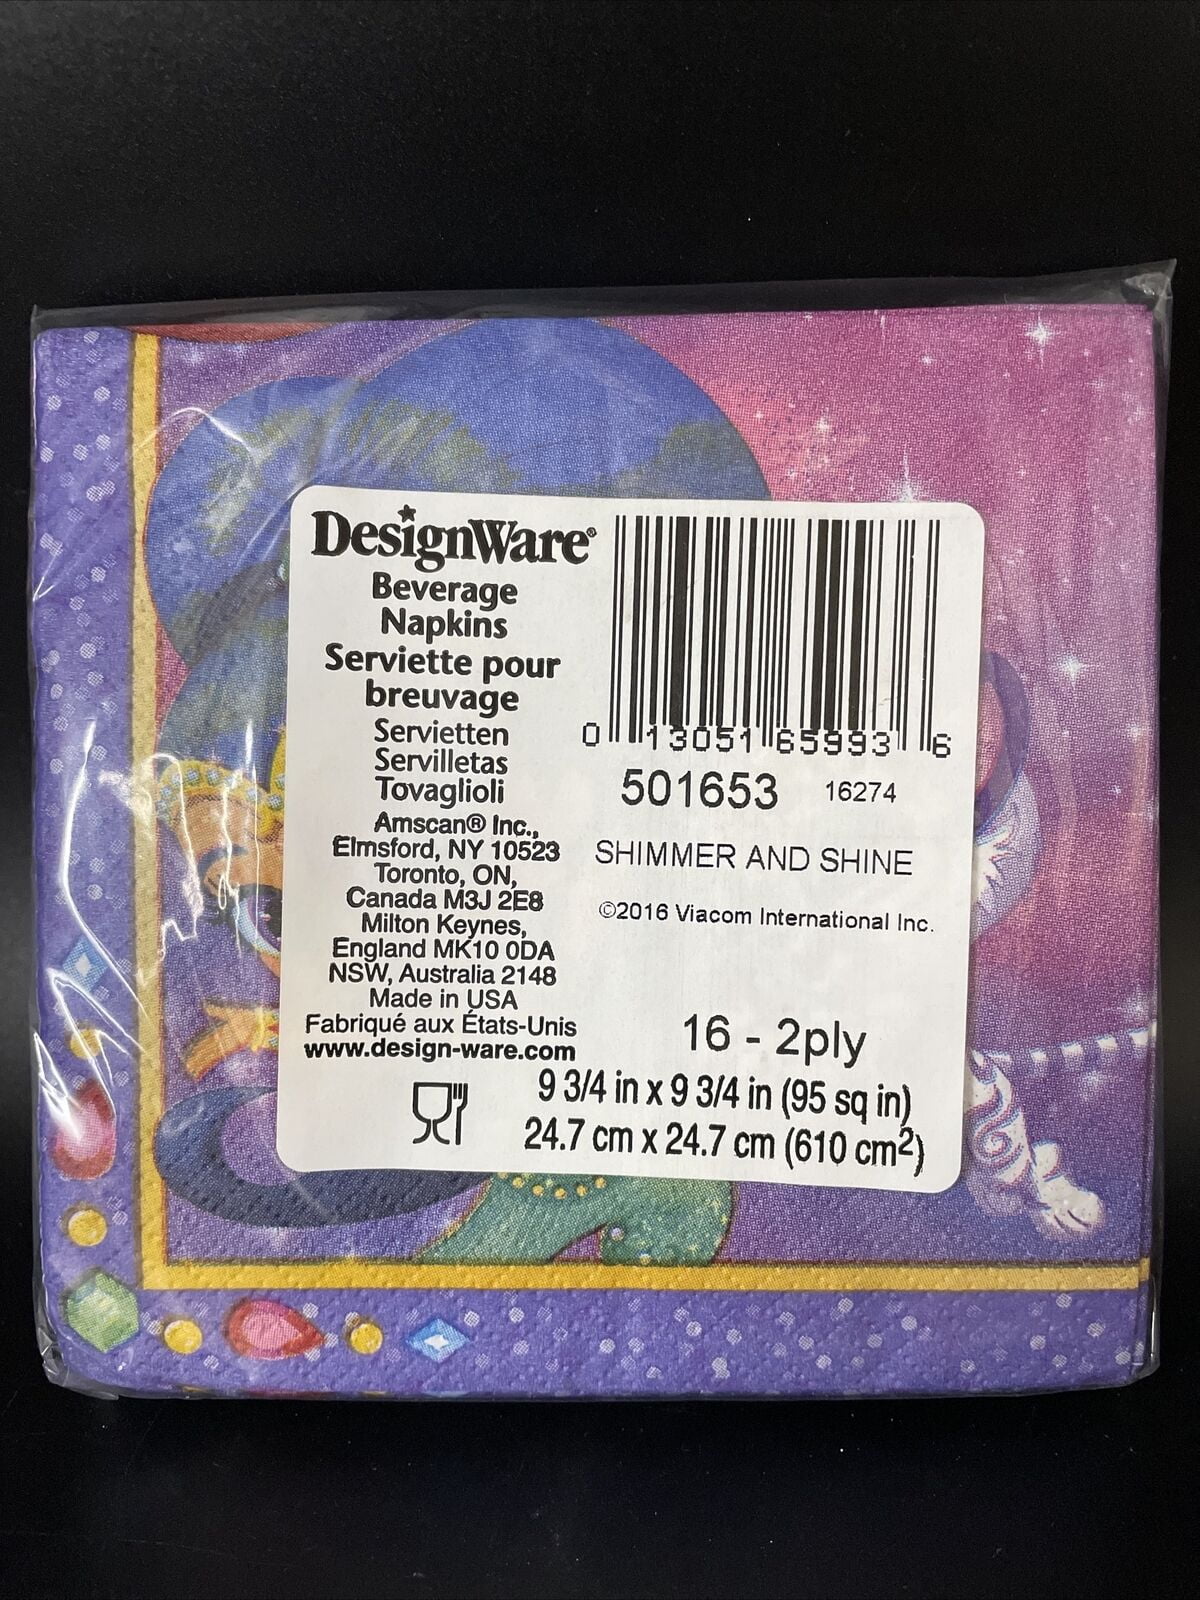 DesignWare®
Beverage
Napkins
Serviette pour
breuvage
Servietten
Servilletas
Tovaglioli
Amscan® Inc.,
Elmsford, NY 10523
Toronto, ON,
Canada M3J 2E8
Milton Keynes,
England MK10 0DA
NSW, Australia 2148
Made in USA
Fabriqué aux États-Unis
www.design-ware.com
0 13051 65993 6
501653 16274
SHIMMER AND SHINE
©2016 Viacom International Inc.
16 - 2ply
9 3/4 in x 9 3/4 in (95 sq in)
24.7 cm x 24.7 cm (610 cm²)